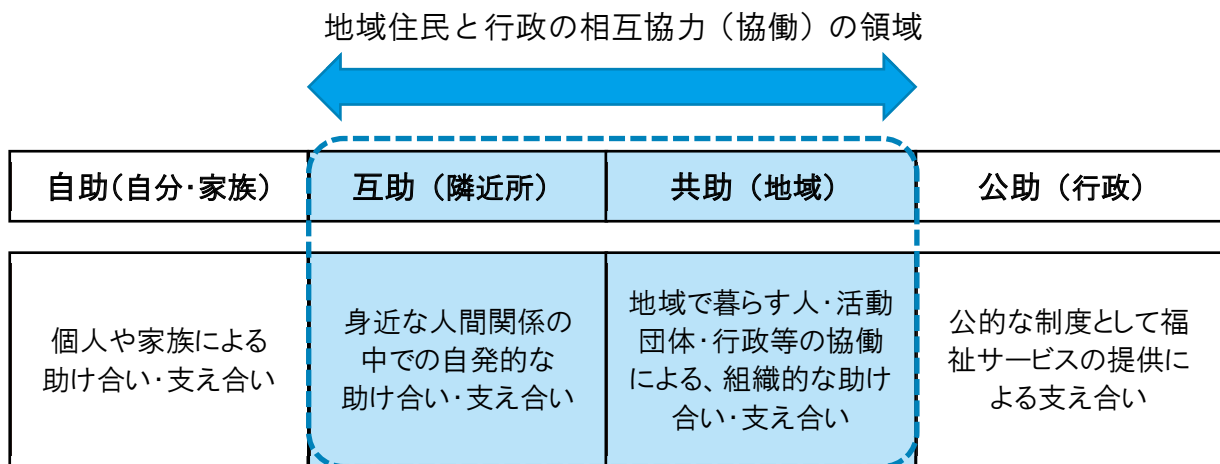 地域住民と行政の相互協力（協働）の領域
自助（自分・家族）
互助（隣近所）
共助（地域）
公助（行政）
個人や家族による
助け合い・支え合い
身近な人間関係の
中での自発的な
助け合い・支え合い
地域で暮らす人・活動
団体・行政等の協働
による、組織的な助け
合い・支え合い
公的な制度として福
祉サービスの提供に
よる支え合い